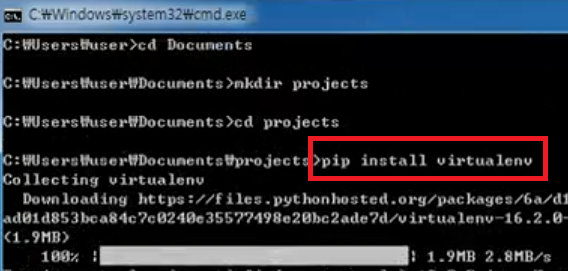 C:₩Windows₩system32₩cmd.exe
C:₩Users₩user>cd Documents
C:₩Users₩user₩Documents>mkdir projects
C:₩Users₩user₩Documents>cd projects
C:₩Users₩user₩Documents₩projects>pip install virtualenv
Collecting virtualenv
Downloading https://files.pythonhosted.org/packages/6a/d1
ad01d853bca84c7c0240e35577498e20bc2ade7d/virtualenv-16.2.0-
(1.9MB)
100% 1.9MB 2.8MB/s